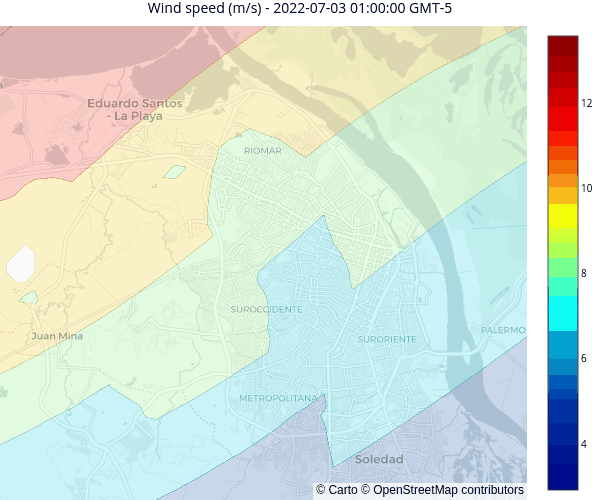 Wind speed (m/s) - 2022-07-03 01:00:00 GMT-5
12
10
8
6
4
Eduardo Santos
- La Playa
RIOMAR
SUROCCIDENTE
Juan Mina
SURORIENTE
PALERMO
METROPOLITANA
Soledad
© Carto © OpenStreetMap contributors